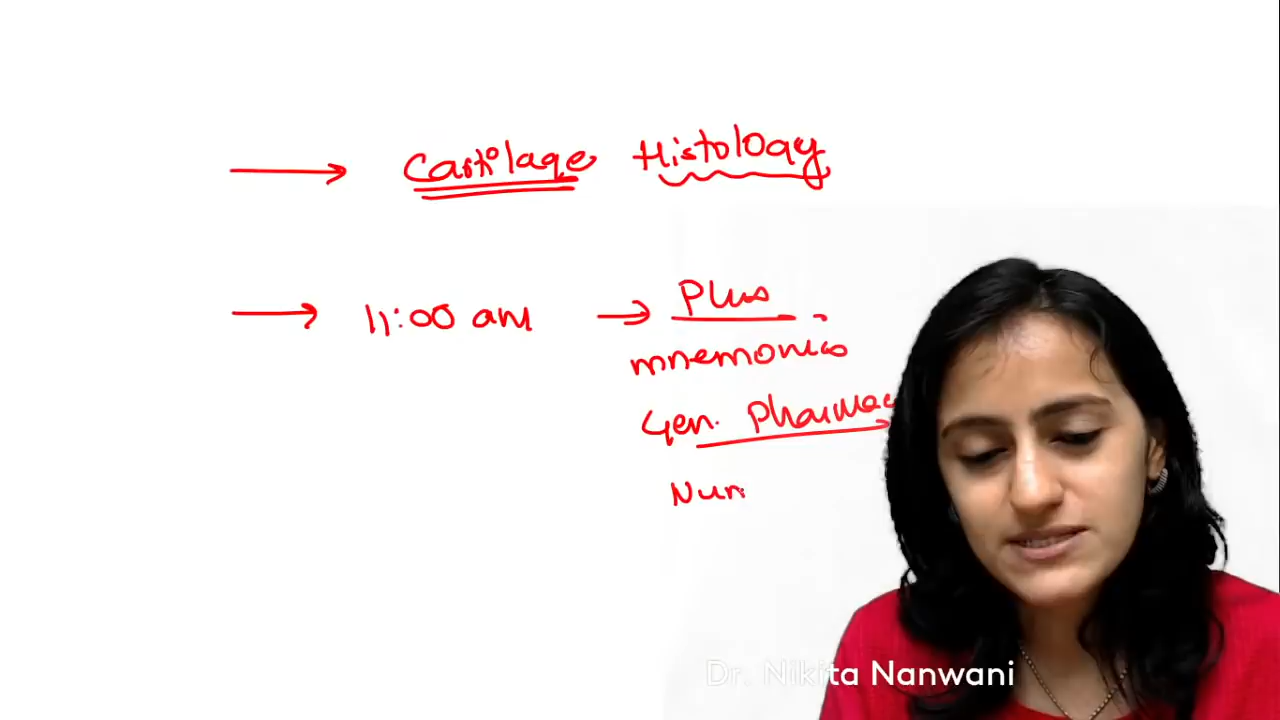 → Cartilage Histology
→ 11:00 am → Plus
mnemonics
Gen. Pharmac
Nur
Dr. Nikita Nanwani